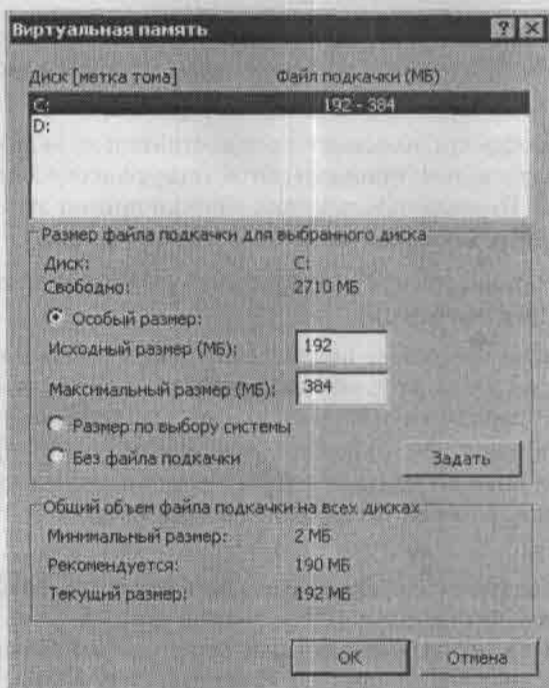 Виртуальная память
Диск [метка тома] Файл подкачки (МБ)
C: 192 - 384
D:
Размер файла подкачки для выбранного диска
Диск: C:
Свободно: 2710 МБ
Особый размер:
Исходный размер (МБ): 192
Максимальный размер (МБ): 384
Размер по выбору системы
Без файла подкачки
Задать
Общий объем файла подкачки на всех дисках
Минимальный размер: 2 МБ
Рекомендуется: 190 МБ
Текущий размер: 192 МБ
OK Отмена